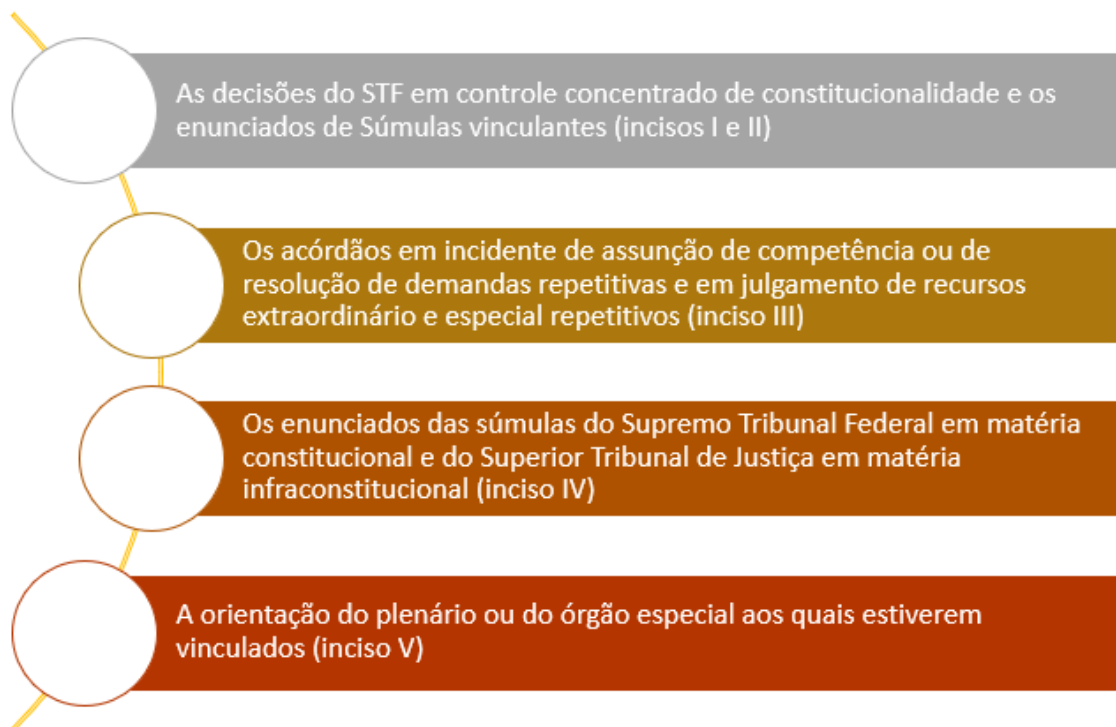 As decisões do STF em controle concentrado de constitucionalidade e os
enunciados de Súmulas vinculantes (incisos I e II)
Os acórdãos em incidente de assunção de competência ou de
resolução de demandas repetitivas e em julgamento de recursos
extraordinário e especial repetitivos (inciso III)
Os enunciados das súmulas do Supremo Tribunal Federal em matéria
constitucional e do Superior Tribunal de Justiça em matéria
infraconstitucional (inciso IV)
A orientação do plenário ou do órgão especial aos quais estiverem
vinculados (inciso V)